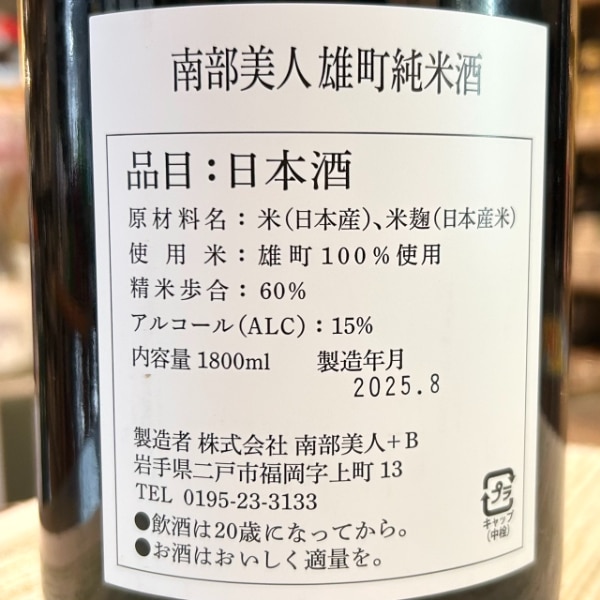 南部美人 雄町純米酒
品目：日本酒
原材料名：米（日本産）、米麹（日本産米）
使用米：雄町100%使用
精米歩合：60%
アルコール（ALC）：15%
内容量 1800ml 製造年月
2025.8
製造者 株式会社 南部美人+B
岩手県二戸市福岡字上町13
TEL 0195-23-3133
●飲酒は20歳になってから。
●お酒はおいしく適量を。
プラ
キャップ
（中栓）